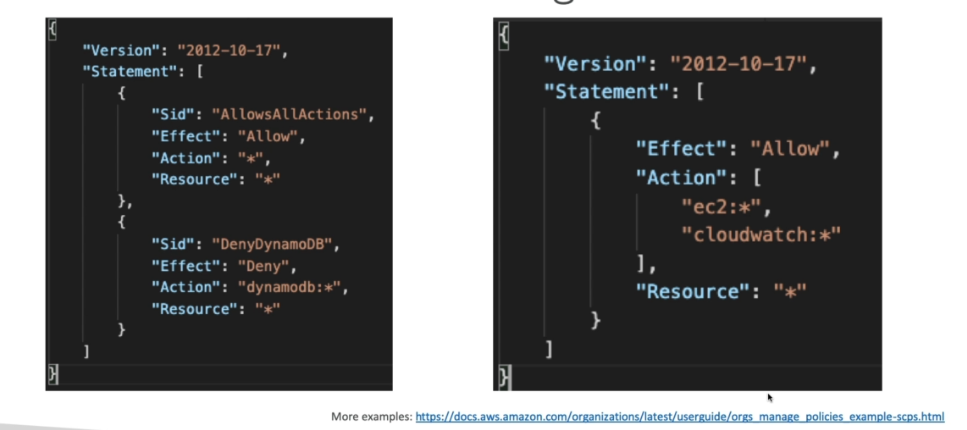 {
"Version": "2012-10-17",
"Statement": [
{
"Sid": "AllowsAllActions",
"Effect": "Allow",
"Action": "*",
"Resource": "*"
},
{
"Sid": "DenyDynamoDB",
"Effect": "Deny",
"Action": "dynamodb:*",
"Resource": "*"
}
]
}
{
"Version": "2012-10-17",
"Statement": [
{
"Effect": "Allow",
"Action": [
"ec2:*",
"cloudwatch:*"
],
"Resource": "*"
}
]
}
More examples: https://docs.aws.amazon.com/organizations/latest/userguide/orgs_manage_policies_example-scps.html